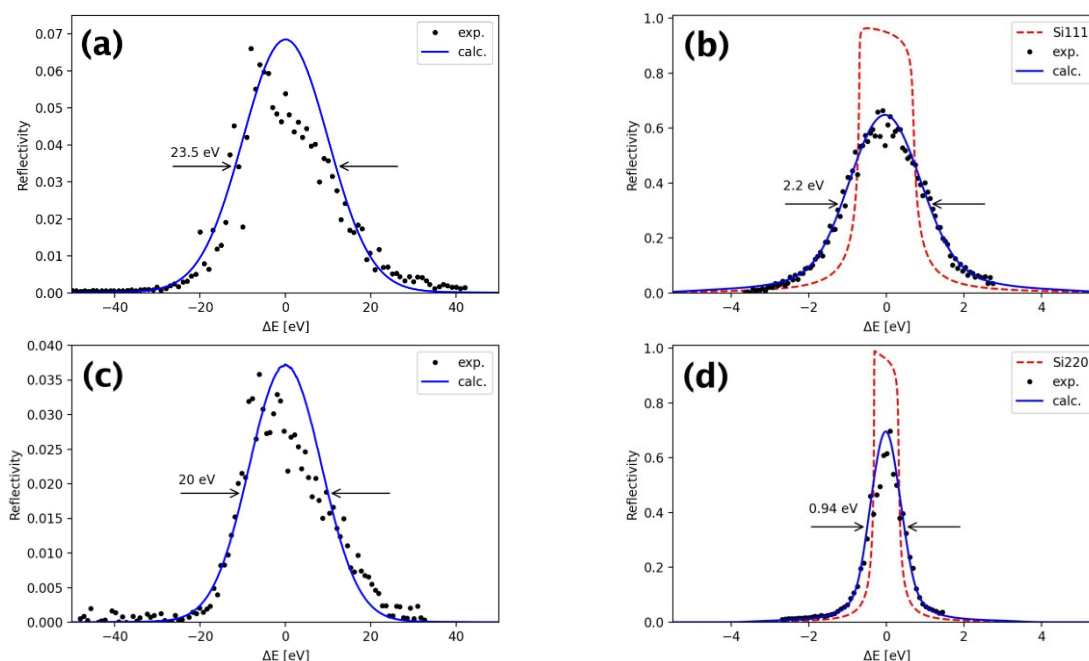 (a)
exp.
calc.
23.5 eV
Reflectivity
0.07
0.06
0.05
0.04
0.03
0.02
0.01
0.00
−40
−20
0
20
40
ΔE [eV]
(b)
Si111
exp.
calc.
2.2 eV
Reflectivity
1.0
0.8
0.6
0.4
0.2
0.0
−4
−2
0
2
4
ΔE [eV]
(c)
exp.
calc.
20 eV
Reflectivity
0.040
0.035
0.030
0.025
0.020
0.015
0.010
0.005
0.000
−40
−20
0
20
40
ΔE [eV]
(d)
Si220
exp.
calc.
0.94 eV
Reflectivity
1.0
0.8
0.6
0.4
0.2
0.0
−4
−2
0
2
4
ΔE [eV]